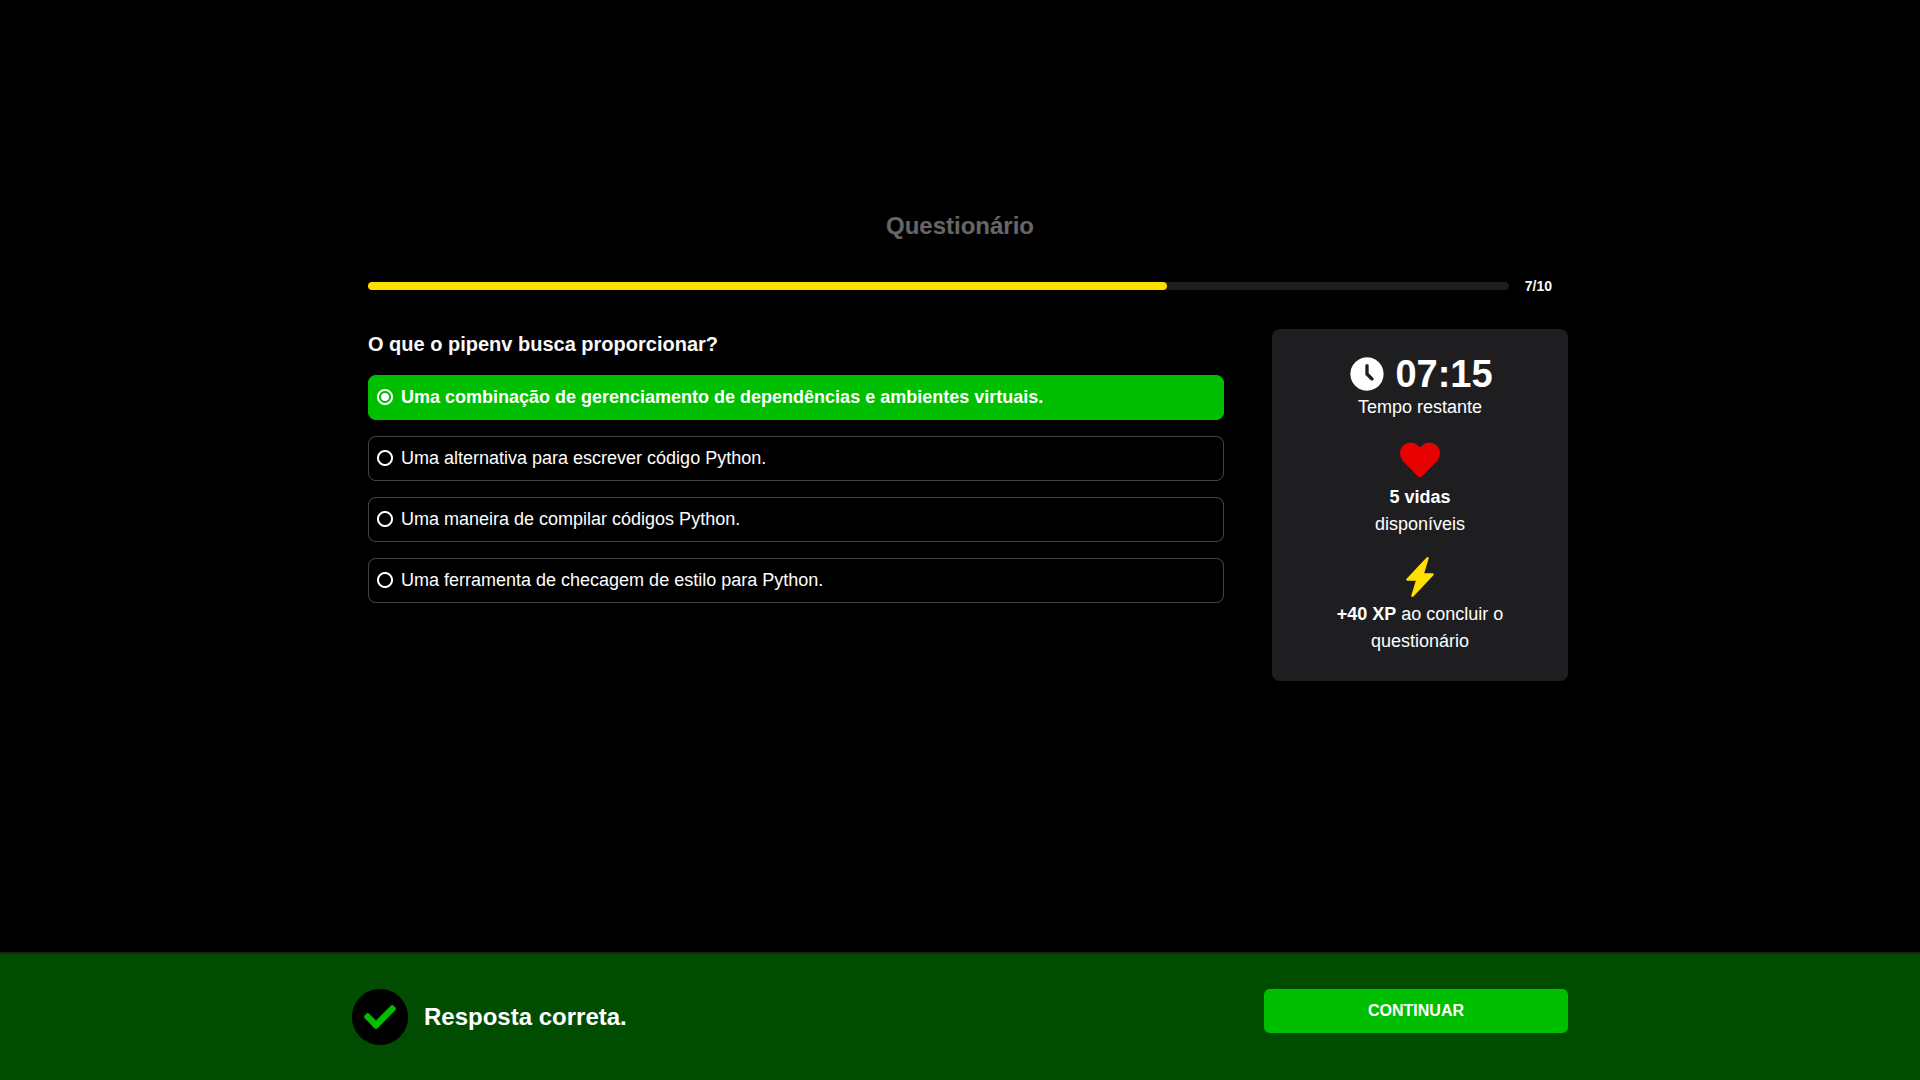 Questionário
7/10
O que o pipenv busca proporcionar?
Uma combinação de gerenciamento de dependências e ambientes virtuais.
Uma alternativa para escrever código Python.
Uma maneira de compilar códigos Python.
Uma ferramenta de checagem de estilo para Python.
07:15
Tempo restante
5 vidas
disponíveis
+40 XP ao concluir o
questionário
Resposta correta.
CONTINUAR